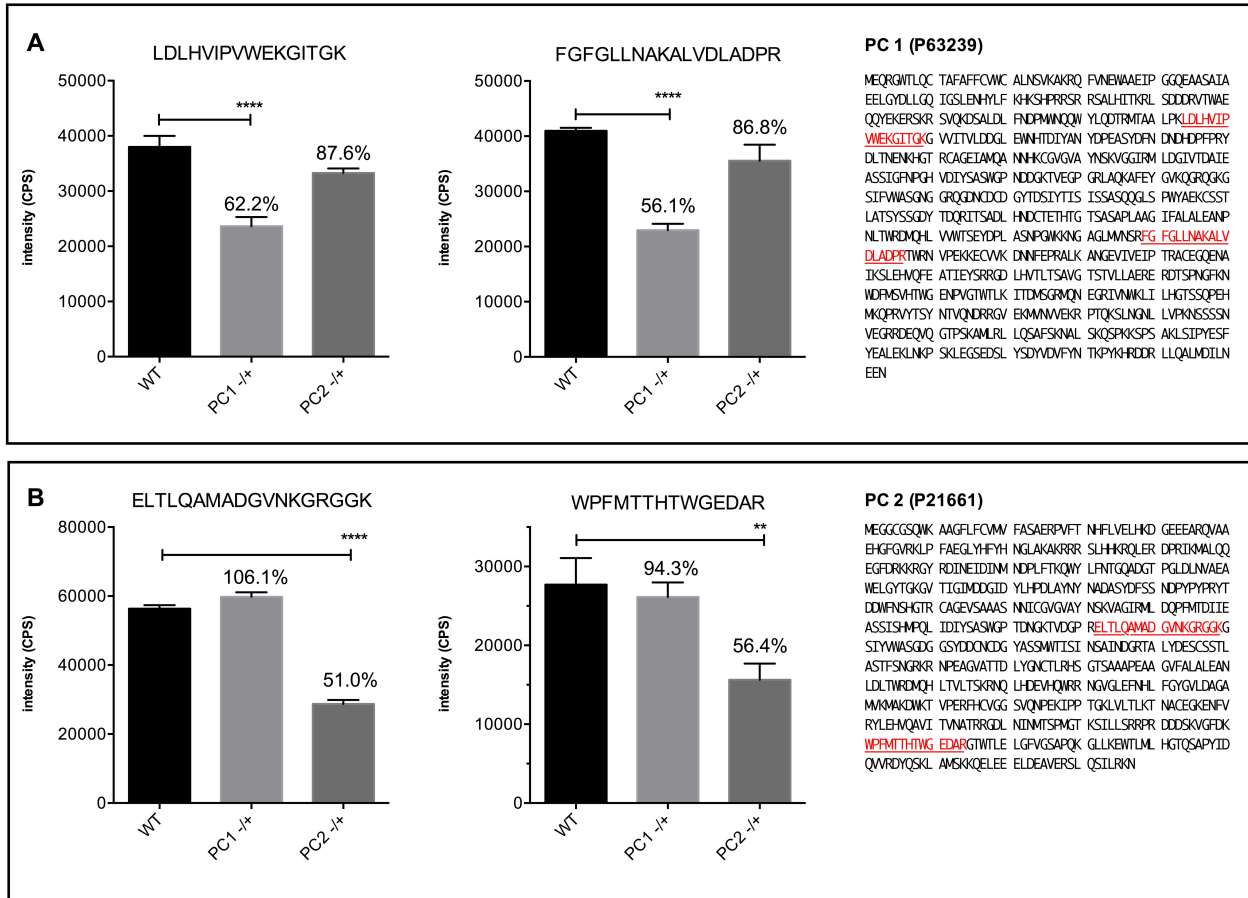 A
LDLHVIPVWEKGITGK
intensity (CPS)
50000
40000
30000
20000
10000
0
****
62.2%
87.6%
WT
PC1 -/+
PC2 -/+
FGFGLLNAKALVDLADPR
intensity (CPS)
50000
40000
30000
20000
10000
0
****
56.1%
86.8%
WT
PC1 -/+
PC2 -/+
PC 1 (P63239)
MEQRGWTLQC TAFAFFCVWC ALNSVKAKRQ FVNEWAAEIP GGQEAASAIA
EELGYDLLGQ IGSLENHYLF KHKSHPRRSR RSALHITKRL SDDDRVTWAE
QQYEKERSKR SVQKDSALDL FNDPMWNQQW YLQDTRMTAA LPKLDLHVIP
VWEKGITGKG VVITVLDDGL EWNHTDIYAN YDPEASYDFN DNDHDPFPRY
DLTNENKHGT RCAGEIAMQA NNHKCGVGVA YNSKVGGIRM LDGIVTDAIE
ASSIGFNPGH VDIYSASWGP NDDGKTVEGP GRLAQKAFEY GVKQGRQGKG
SIFVWASGNG GRQGDNCDCD GYTDSIYTIS ISSASQQGLS PWYAEKCSST
LATSYSSGDY TDQRITSADL HNDCTETHTG TSASAPLAAG IFALALEANP
NLTWRDMQHL VVWTSEYDPL ASNPGWKKNG AGLMVNSRFG FGLLNAKALV
DLADPRTWRN VPEKKECVVK DNNFEPRALK ANGEVIVEIP TRACEGQENA
IKSLEHVQFE ATIEYSRRGD LHVTLTSAVG TSTVLLAERE RDTSPNGFKN
WDFMSVHTWG ENPVGTWTLK ITDMSGRMQN EGRIVNWKLI LHGTSSQPEH
MKQPRVYTSY NTVQNDRRGV EKMVNVVEKR PTQKSLNGNL LVPKNSSSSN
VEGRRDEQVQ GTPSKAMLRL LQSAFSKNAL SKQSPKKSPS AKLSIPYESF
YEALEKLNKP SKLEGSEDSL YSDYVDVFYN TKPYKHRDDR LLQALMDILN
EEN
B
ELTLQAMADGVNKGRGGK
intensity (CPS)
80000
60000
40000
20000
0
****
106.1%
51.0%
WT
PC1 -/+
PC2 -/+
WPFMTTHTWGEDAR
intensity (CPS)
30000
20000
10000
0
**
94.3%
56.4%
WT
PC1 -/+
PC2 -/+
PC 2 (P21661)
MEGGCGSQWK AAGFLFCVMV FASAERPVFT NHFLVELHKD GEEEARQVAA
EHGFGVRKLP FAEGLYHFYH NGLAKAKRRR SLHHKRQLER DPRIKMALQQ
EGFDRKKRGY RDINEIDINM NDPLFTKQWY LFNTGQADGT PGLDLNVAEA
WELGYTGKGV TIGIMDDGID YLHPDLAYNY NADASYDFSS NDPYPYPRYT
DDWFNSHGTR CAGEVSAAAS NNICGVGVAY NSKVAGIRML DQPFMTDIIE
ASSISHMPQL IDIYSASWGP TDNGKTVDGP RELTLQAMAD GVNKGRGGKG
SIYVWASGDG GSYDDCNCDG YASSMWTISI NSAINDGRTA LYDESCSSTL
ASTFSNGRKR NPEAGVATTD LYGNCTLRHS GTSAAAPEAA GVFALALEAN
LDLTWRDMQH LTVLTSKRNQ LHDEVHQWRR NGVGLEFNHL FGYGVLDAGA
MVKMAKDWKT VPERFHCVGG SVQNPEKIPP TGKLVLTLKT NACEGKENFV
RYLEHVQAVI TVNATRRGDL NINMTSPMGT KSILLSRRPR DDDSKVGFDK
WPFMTTHTWG EDARGTWTLE LGFVGSAPQK GLLKEWTLML HGTQSAPYID
QVVRDYQSKL AMSKKQELEE ELDEAVERSL QSILRKN